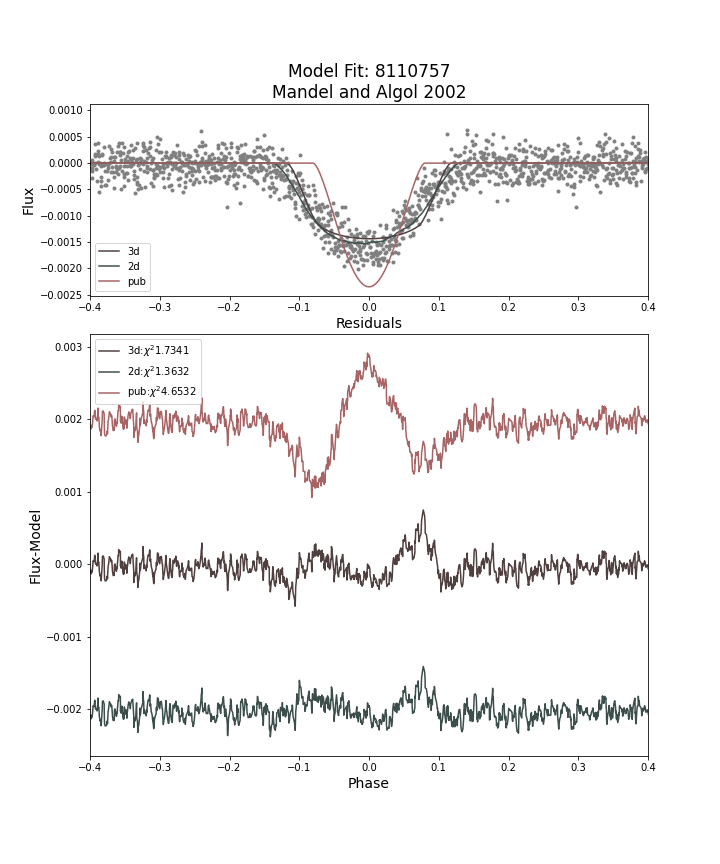 Model Fit: 8110757
Mandel and Algol 2002
0.0010
0.0005
0.0000
−0.0005
−0.0010
−0.0015
−0.0020
−0.0025
Flux
3d
2d
pub
−0.4 −0.3 −0.2 −0.1 0.0 0.1 0.2 0.3 0.4
Residuals
3d:χ²1.7341
2d:χ²1.3632
pub:χ²4.6532
0.003
0.002
0.001
0.000
−0.001
−0.002
Flux-Model
−0.4 −0.3 −0.2 −0.1 0.0 0.1 0.2 0.3 0.4
Phase